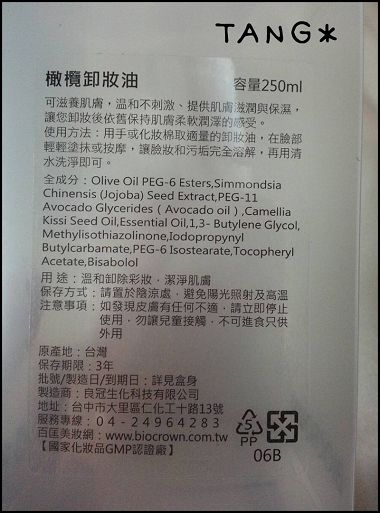 TANG*
橄欖卸妝油
容量250ml
可滋養肌膚，溫和不刺激、提供肌膚滋潤與保濕，
讓您卸妝後依舊保持肌膚柔軟潤澤的感受。
使用方法：用手或化妝棉取適量的卸妝油，在臉部
輕輕塗抹或按摩，讓臉妝和污垢完全溶解，再用清
水洗淨即可。
全成分：Olive Oil PEG-6 Esters,Simmondsia
Chinensis (Jojoba) Seed Extract,PEG-11
Avocado Glycerides（Avocado oil）,Camellia
Kissi Seed Oil,Essential Oil,1,3- Butylene Glycol,
Methylisothiazolinone,Iodopropynyl
Butylcarbamate,PEG-6 Isostearate,Tocopheryl
Acetate,Bisabolol
用 途：溫和卸除彩妝，潔淨肌膚
保存方式：請置於陰涼處，避免陽光照射及高溫
注意事項：如發現皮膚有任何不適，請立即停止
使用，勿讓兒童接觸，不可進食只供
外用
原產地：台灣
保存期限：3年
批號/製造日/到期日：詳見盒身
製造商：良冠生化科技有限公司
地址：台中市大里區仁化工十路13號
服務專線：04-24964283
百匯美妝網：www.biocrown.com.tw
【國家化妝品GMP認證廠】
5
PP
06B